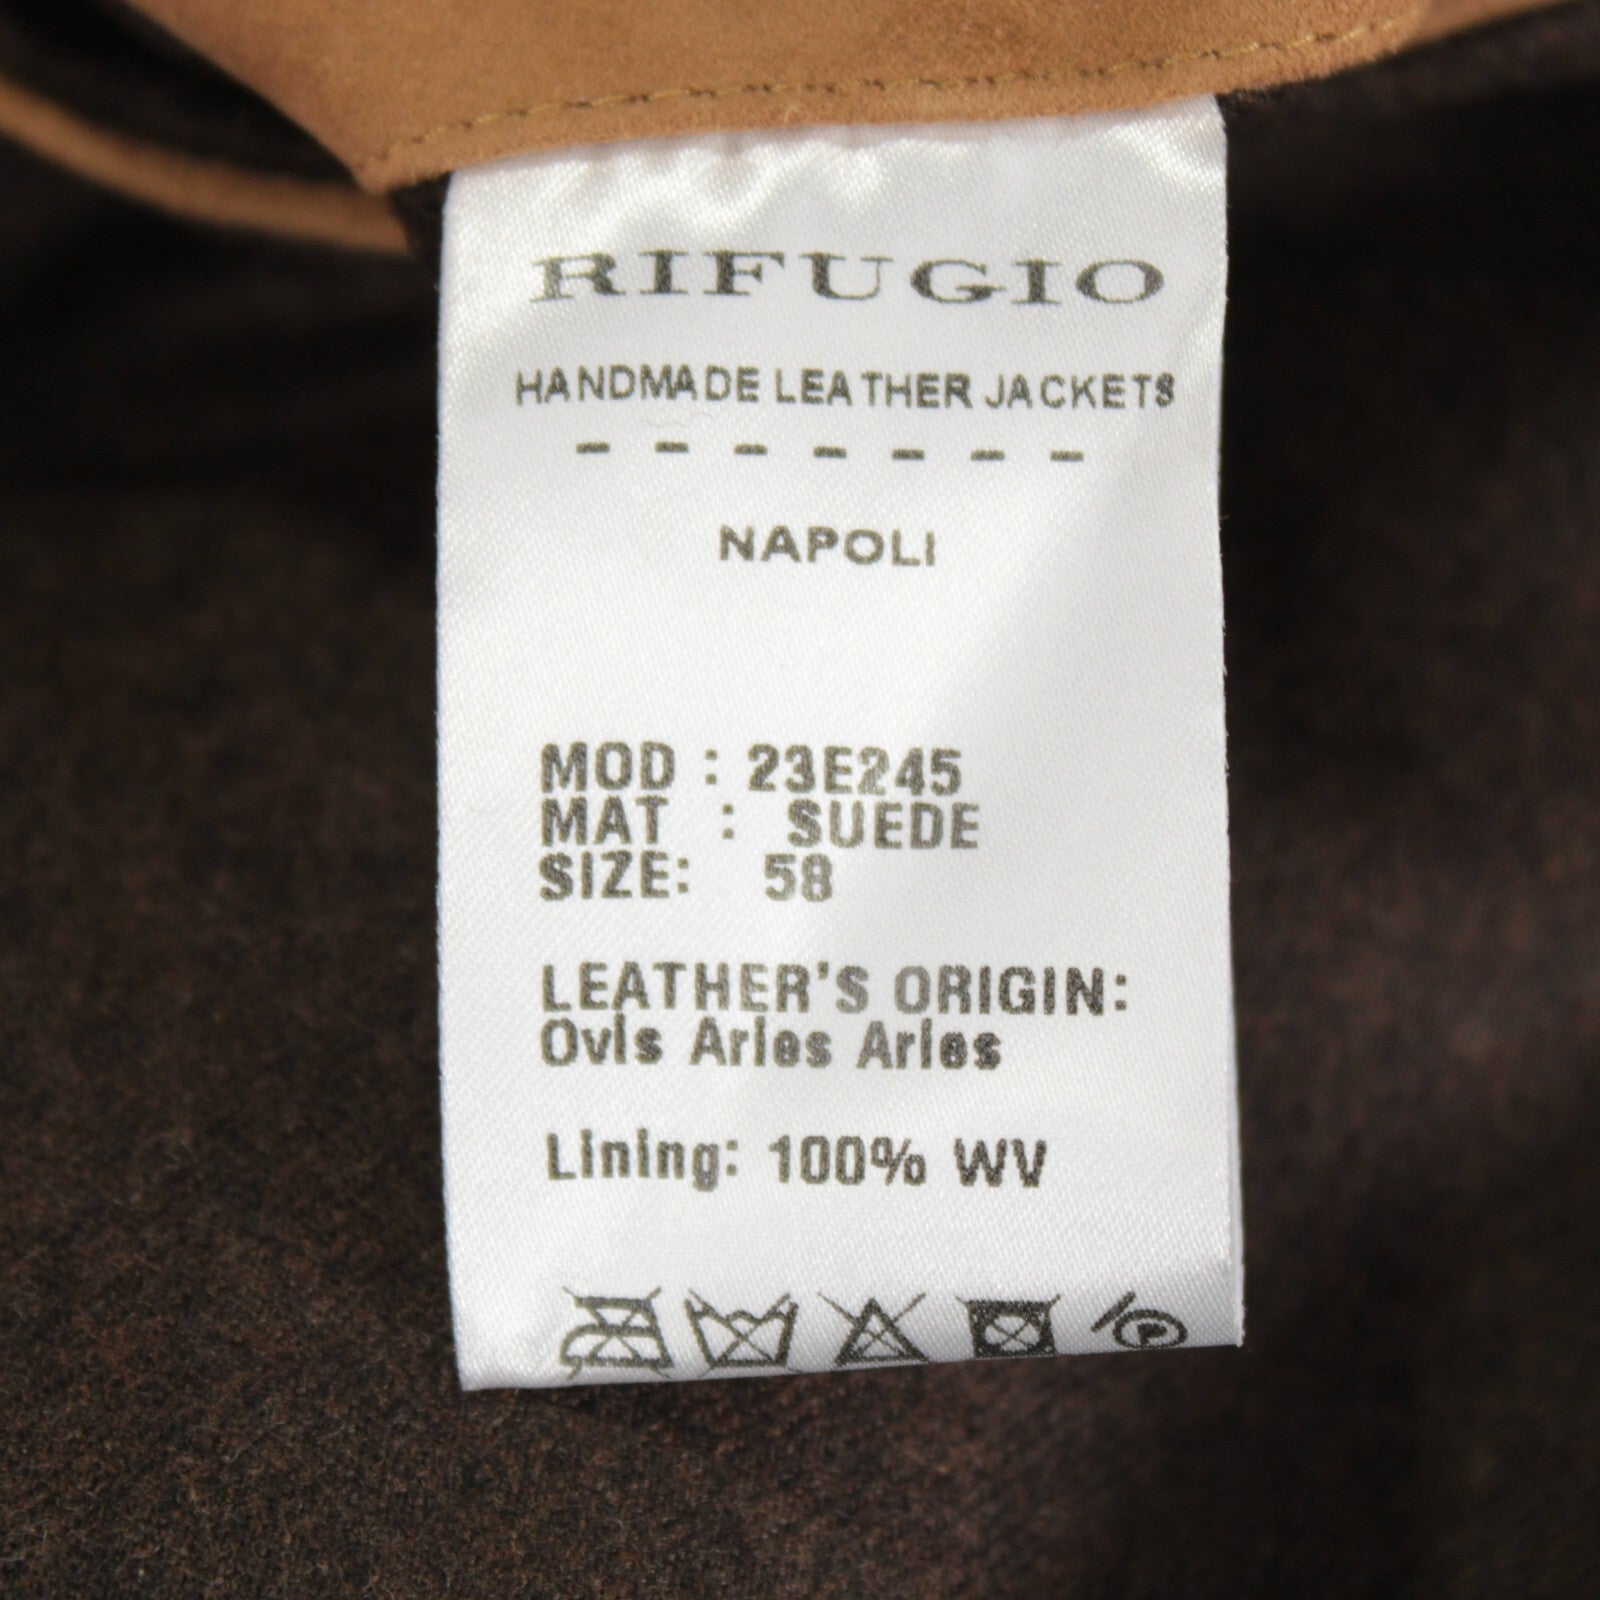 RIFUGIO
HANDMADE LEATHER JACKETS
- - - - - - -
NAPOLI
MOD : 23E245
MAT : SUEDE
SIZE: 58
LEATHER'S ORIGIN:
Ovis Aries Aries
Lining: 100% WV
P